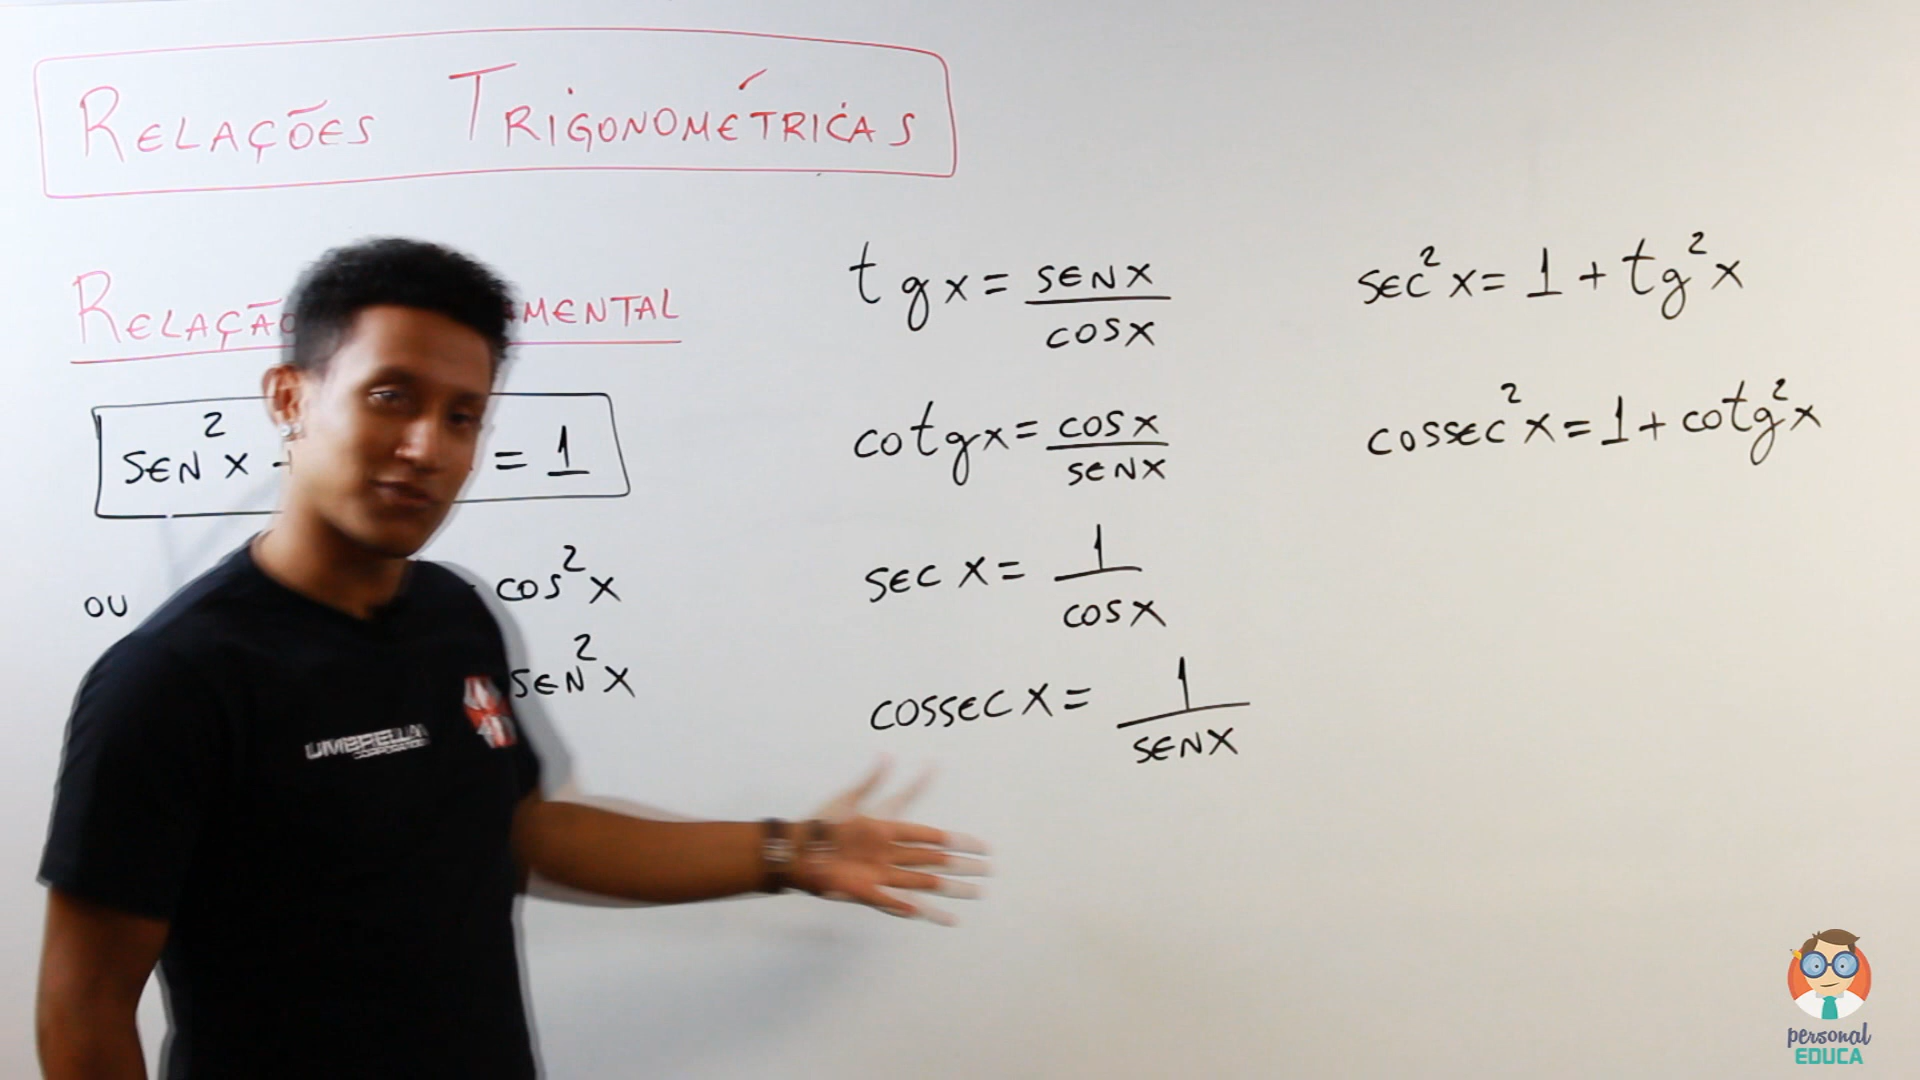 RELAÇÕES TRIGONOMÉTRICAS
RELAÇÃO MENTAL
SEN²x = 1
OU cos²x
SEN²x
tgx = SENX/COSX
cotgx = COSX/SENX
SEC X = 1/COSX
COSSEC X = 1/SENX
SEC²x = 1 + tg²x
COSSEC²x = 1 + cotg²x
UMBRELLA
CORPORATION
personal
EDUCA